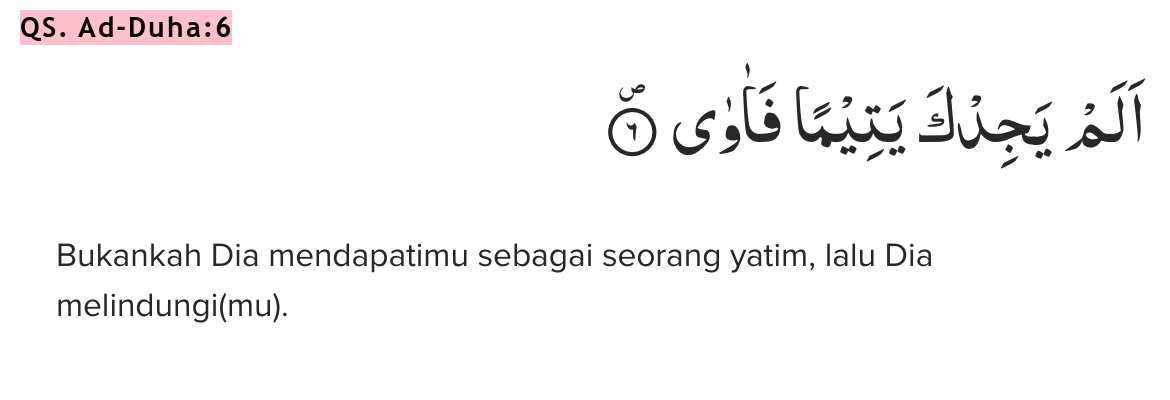 QS. Ad-Duha:6
اَلَمْ يَجِدْكَ يَتِيْمًا فَاٰوٰىۖ ٦
Bukankah Dia mendapatimu sebagai seorang yatim, lalu Dia
melindungi(mu).